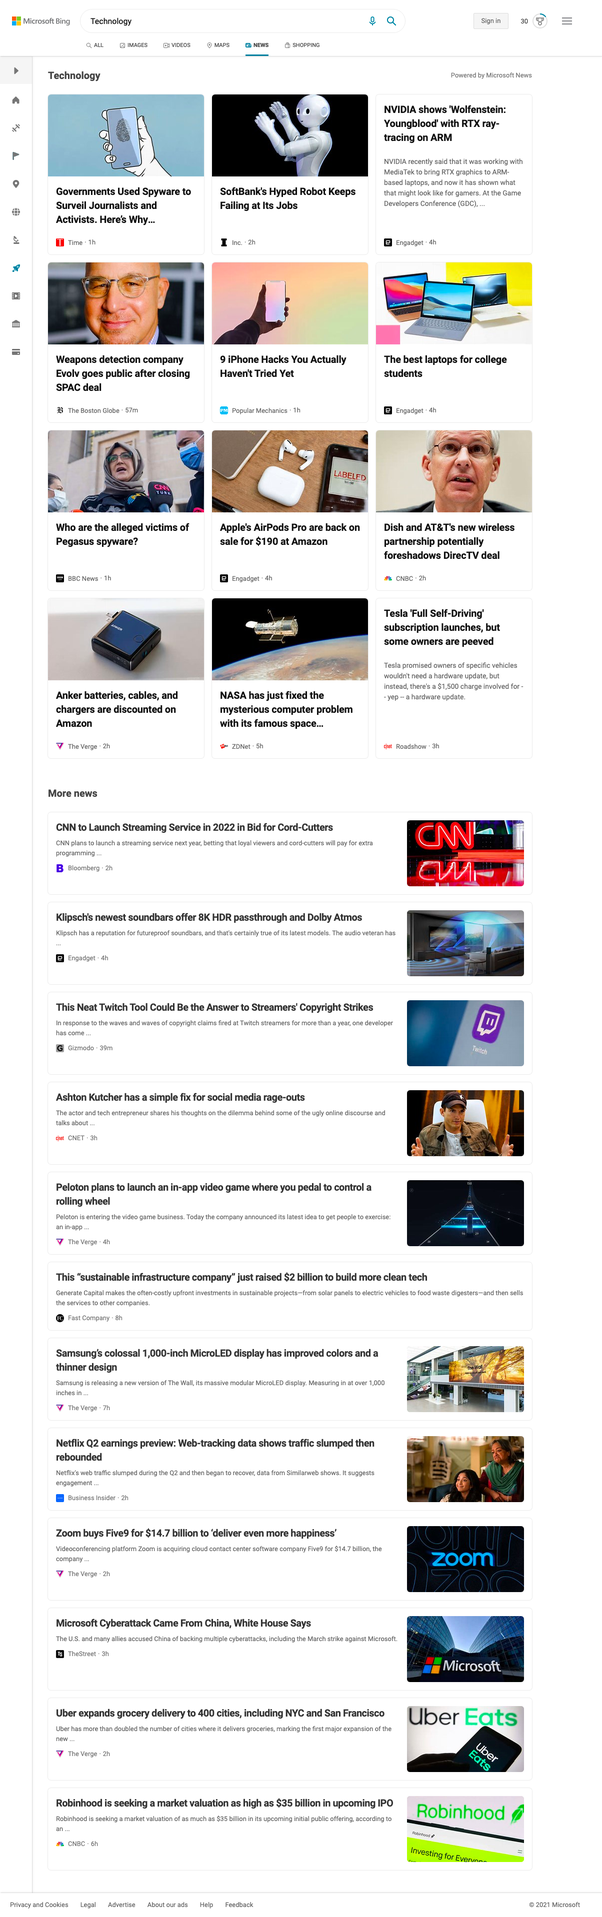 Microsoft Bing
Technology
Sign in
30
ALL
IMAGES
VIDEOS
MAPS
NEWS
SHOPPING
Technology
Powered by Microsoft News
Governments Used Spyware to
Surveil Journalists and
Activists. Here's Why...
Time · 1h
SoftBank's Hyped Robot Keeps
Failing at Its Jobs
Inc. · 2h
NVIDIA shows 'Wolfenstein:
Youngblood' with RTX ray-
tracing on ARM
NVIDIA recently said that it was working with
MediaTek to bring RTX graphics to ARM-
based laptops, and now it has shown what
that might look like for gamers. At the Game
Developers Conference (GDC), ...
Engadget · 4h
Weapons detection company
Evolv goes public after closing
SPAC deal
The Boston Globe · 57m
9 iPhone Hacks You Actually
Haven't Tried Yet
Popular Mechanics · 1h
The best laptops for college
students
Engadget · 4h
CNN
TÜRK
LABELED
Who are the alleged victims of
Pegasus spyware?
BBC News · 1h
Apple's AirPods Pro are back on
sale for $190 at Amazon
Engadget · 4h
Dish and AT&T's new wireless
partnership potentially
foreshadows DirecTV deal
CNBC · 2h
ANKER
Anker batteries, cables, and
chargers are discounted on
Amazon
The Verge · 2h
NASA has just fixed the
mysterious computer problem
with its famous space...
ZDNet · 5h
Tesla 'Full Self-Driving'
subscription launches, but
some owners are peeved
Tesla promised owners of specific vehicles
wouldn't need a hardware update, but
instead, there's a $1,500 charge involved for -
- yep -- a hardware update.
Roadshow · 3h
More news
CNN to Launch Streaming Service in 2022 in Bid for Cord-Cutters
CNN plans to launch a streaming service next year, betting that loyal viewers and cord-cutters will pay for extra
programming ...
Bloomberg · 2h
CNN
Klipsch's newest soundbars offer 8K HDR passthrough and Dolby Atmos
Klipsch has a reputation for futureproof soundbars, and that's certainly true of its latest models. The audio veteran has
...
Engadget · 4h
This Neat Twitch Tool Could Be the Answer to Streamers' Copyright Strikes
In response to the waves and waves of copyright claims fired at Twitch streamers for more than a year, one developer
has come ...
Gizmodo · 39m
Twitch
Ashton Kutcher has a simple fix for social media rage-outs
The actor and tech entrepreneur shares his thoughts on the dilemma behind some of the ugly online discourse and
talks about ...
CNET · 3h
Peloton plans to launch an in-app video game where you pedal to control a
rolling wheel
Peloton is entering the video game business. Today the company announced its latest idea to get people to exercise:
an in-app ...
The Verge · 4h
This “sustainable infrastructure company” just raised $2 billion to build more clean tech
Generate Capital makes the often-costly upfront investments in sustainable projects—from solar panels to electric vehicles to food waste digesters—and then sells
the services to other companies.
Fast Company · 8h
Samsung's colossal 1,000-inch MicroLED display has improved colors and a
thinner design
Samsung is releasing a new version of The Wall, its massive modular MicroLED display. Measuring in at over 1,000
inches in ...
The Verge · 7h
Netflix Q2 earnings preview: Web-tracking data shows traffic slumped then
rebounded
Netflix's web traffic slumped during the Q2 and then began to recover, data from Similarweb shows. It suggests
engagement ...
Business Insider · 2h
Zoom buys Five9 for $14.7 billion to ‘deliver even more happiness’
Videoconferencing platform Zoom is acquiring cloud contact center software company Five9 for $14.7 billion, the
company ...
The Verge · 2h
zoom
Microsoft Cyberattack Came From China, White House Says
The U.S. and many allies accused China of backing multiple cyberattacks, including the March strike against Microsoft.
TheStreet · 3h
Microsoft
Uber expands grocery delivery to 400 cities, including NYC and San Francisco
Uber has more than doubled the number of cities where it delivers groceries, marking the first major expansion of the
new ...
The Verge · 2h
Uber Eats
Uber
Eats
Robinhood is seeking a market valuation as high as $35 billion in upcoming IPO
Robinhood is seeking a market valuation of as much as $35 billion in its upcoming initial public offering, according to
an ...
CNBC · 6h
Robinhood
Robinhood
Investing for Everyone
Privacy and Cookies
Legal
Advertise
About our ads
Help
Feedback
© 2021 Microsoft